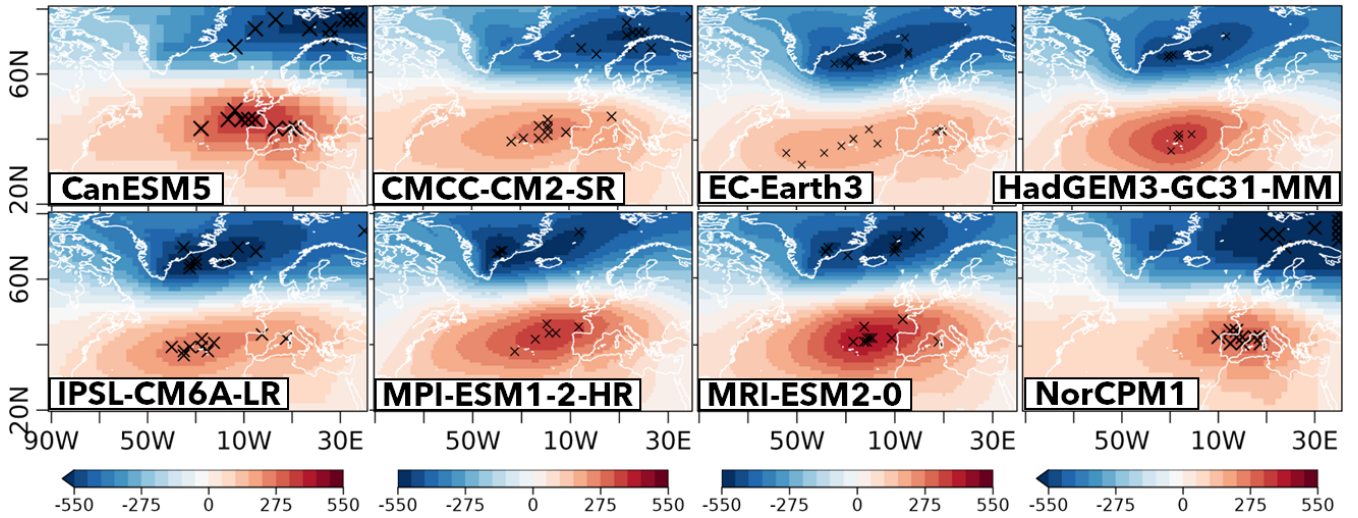 60N
20N
CanESM5
CMCC-CM2-SR
EC-Earth3
HadGEM3-GC31-MM
60N
20N
IPSL-CM6A-LR
MPI-ESM1-2-HR
MRI-ESM2-0
NorCPM1
90W 50W 10W 30E
50W 10W 30E
50W 10W 30E
50W 10W 30E
-550 -275 0 275 550
-550 -275 0 275 550
-550 -275 0 275 550
-550 -275 0 275 550